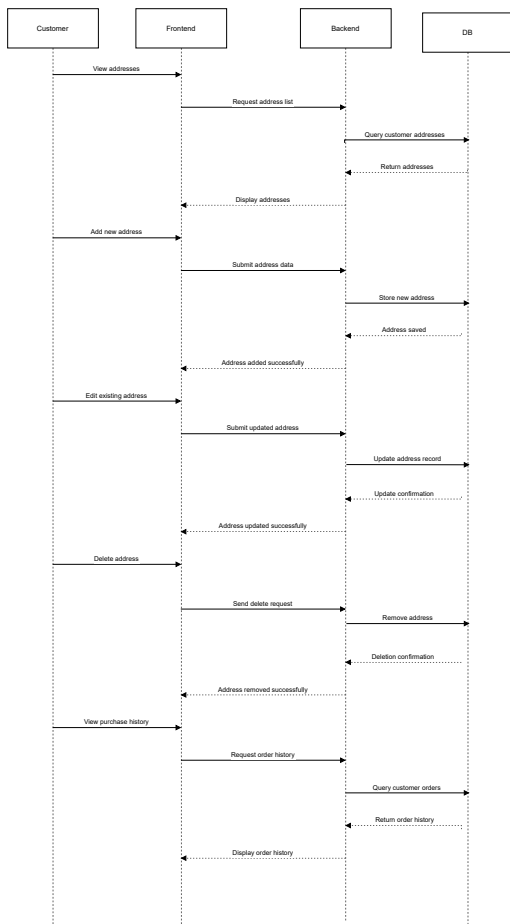 Customer
Frontend
Backend
DB
View addresses
Request address list
Query customer addresses
Return addresses
Display addresses
Add new address
Submit address data
Store new address
Address saved
Address added successfully
Edit existing address
Submit updated address
Update address record
Update confirmation
Address updated successfully
Delete address
Send delete request
Remove address
Deletion confirmation
Address removed successfully
View purchase history
Request order history
Query customer orders
Return order history
Display order history